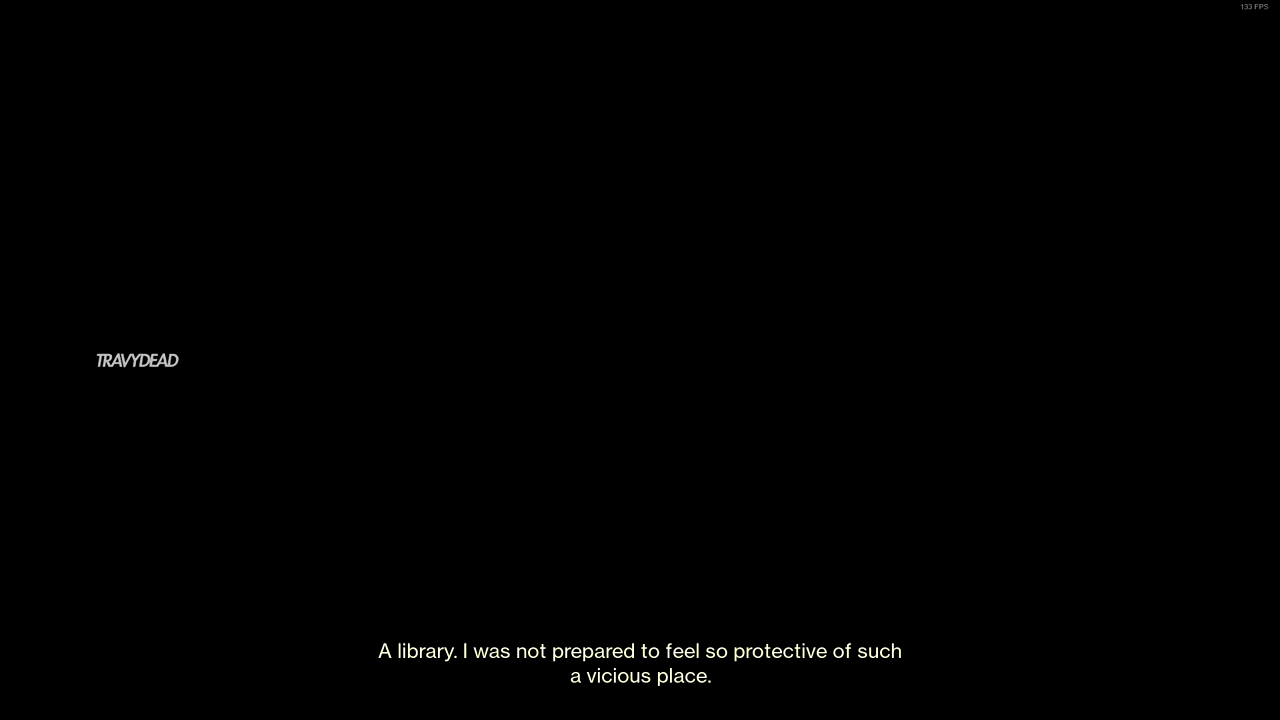 133 FPS
TRAVYDEAD
A library. I was not prepared to feel so protective of such
a vicious place.